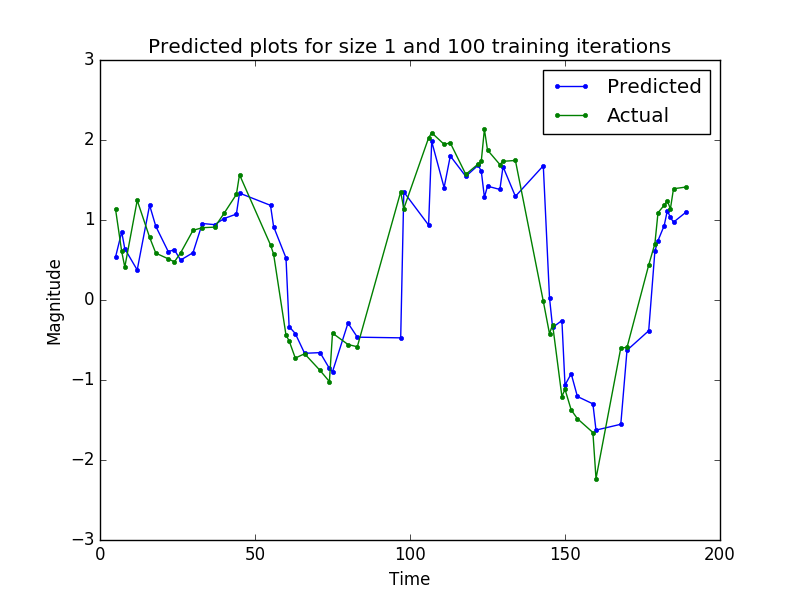 Predicted plots for size 1 and 100 training iterations
Predicted
Actual
3
2
1
0
−1
−2
−3
Magnitude
0 50 100 150 200
Time